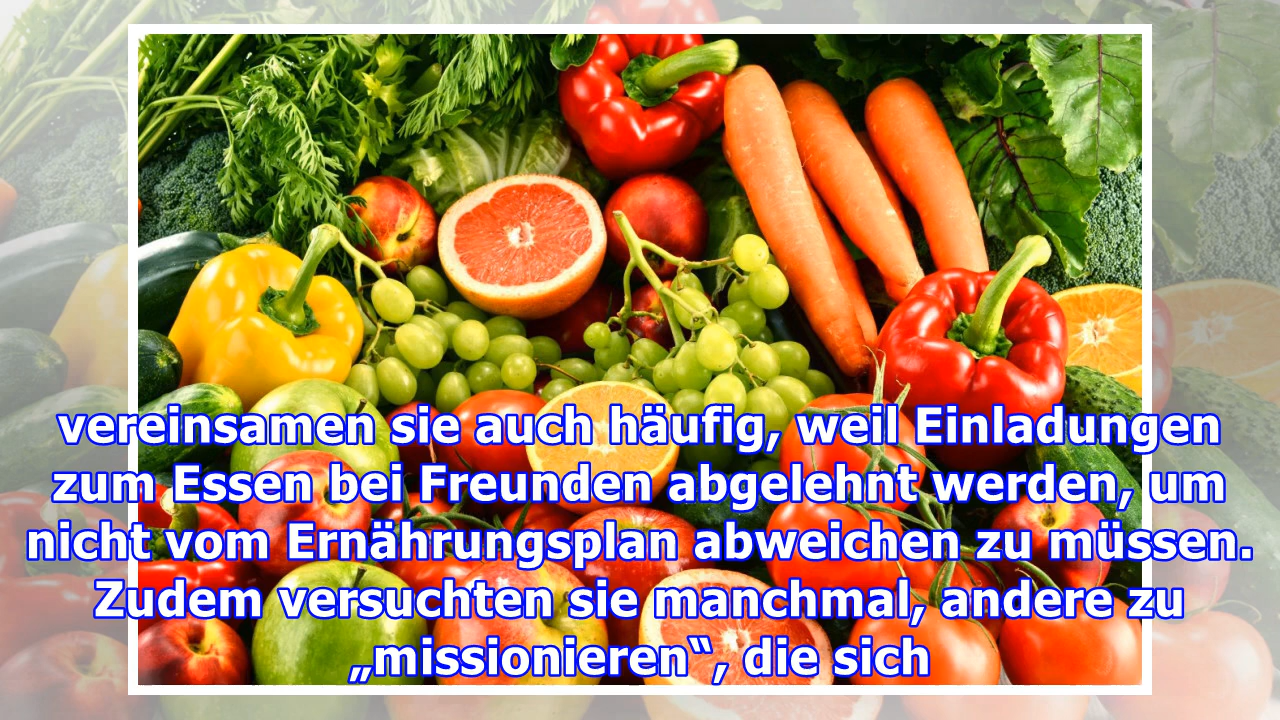 vereinsamen sie auch häufig, weil Einladungen
zum Essen bei Freunden abgelehnt werden, um
nicht vom Ernährungsplan abweichen zu müssen.
Zudem versuchten sie manchmal, andere zu
„missionieren“, die sich